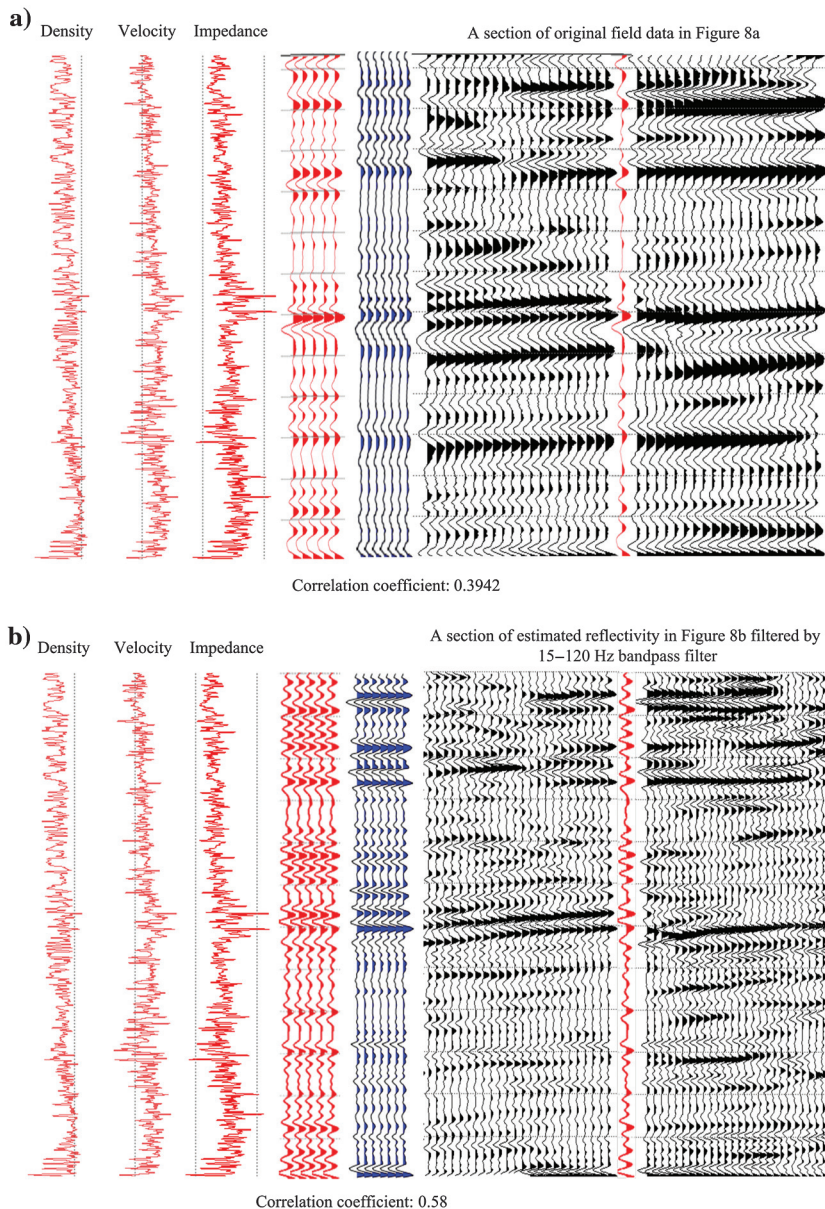 a)
Density Velocity Impedance
A section of original field data in Figure 8a
Correlation coefficient: 0.3942
b)
Density Velocity Impedance
A section of estimated reflectivity in Figure 8b filtered by
15–120 Hz bandpass filter
Correlation coefficient: 0.58